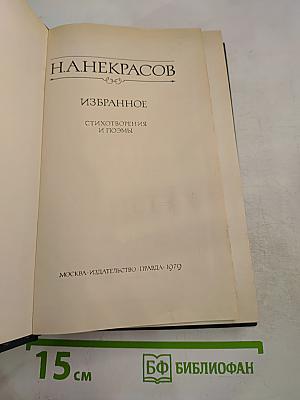 Н.А.НЕКРАСОВ
ИЗБРАННОЕ
СТИХОТВОРЕНИЯ
И ПОЭМЫ
МОСКВА·ИЗДАТЕЛЬСТВО·ПРАВДА·1979
15 см
БФ БИБЛИОФАН